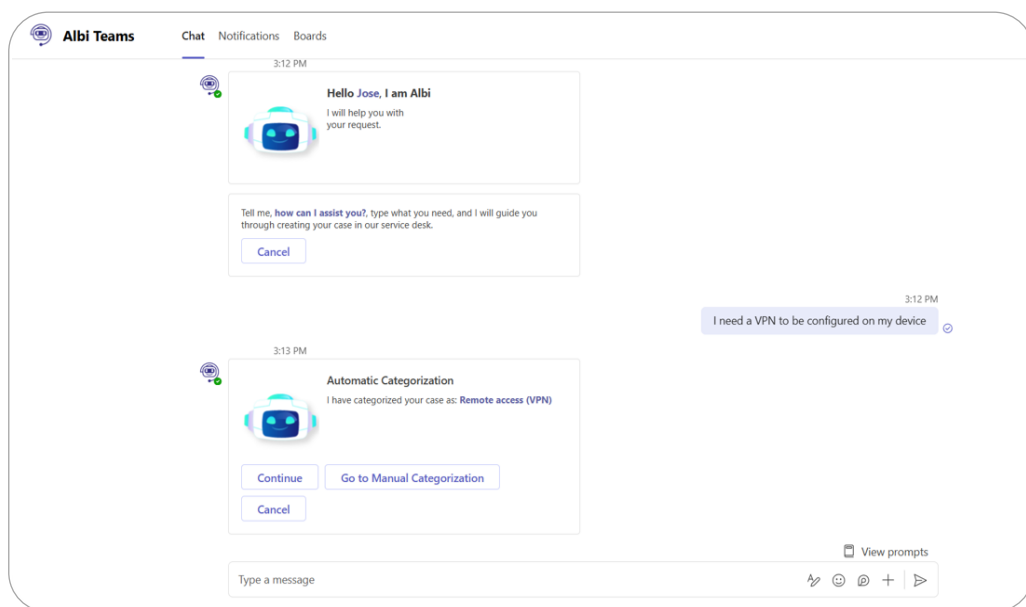 Albi Teams
Chat Notifications Boards
3:12 PM
Hello Jose, I am Albi
I will help you with
your request.
Tell me, how can I assist you?, type what you need, and I will guide you
through creating your case in our service desk.
Cancel
3:12 PM
I need a VPN to be configured on my device
3:13 PM
Automatic Categorization
I have categorized your case as: Remote access (VPN)
Continue Go to Manual Categorization
Cancel
View prompts
Type a message